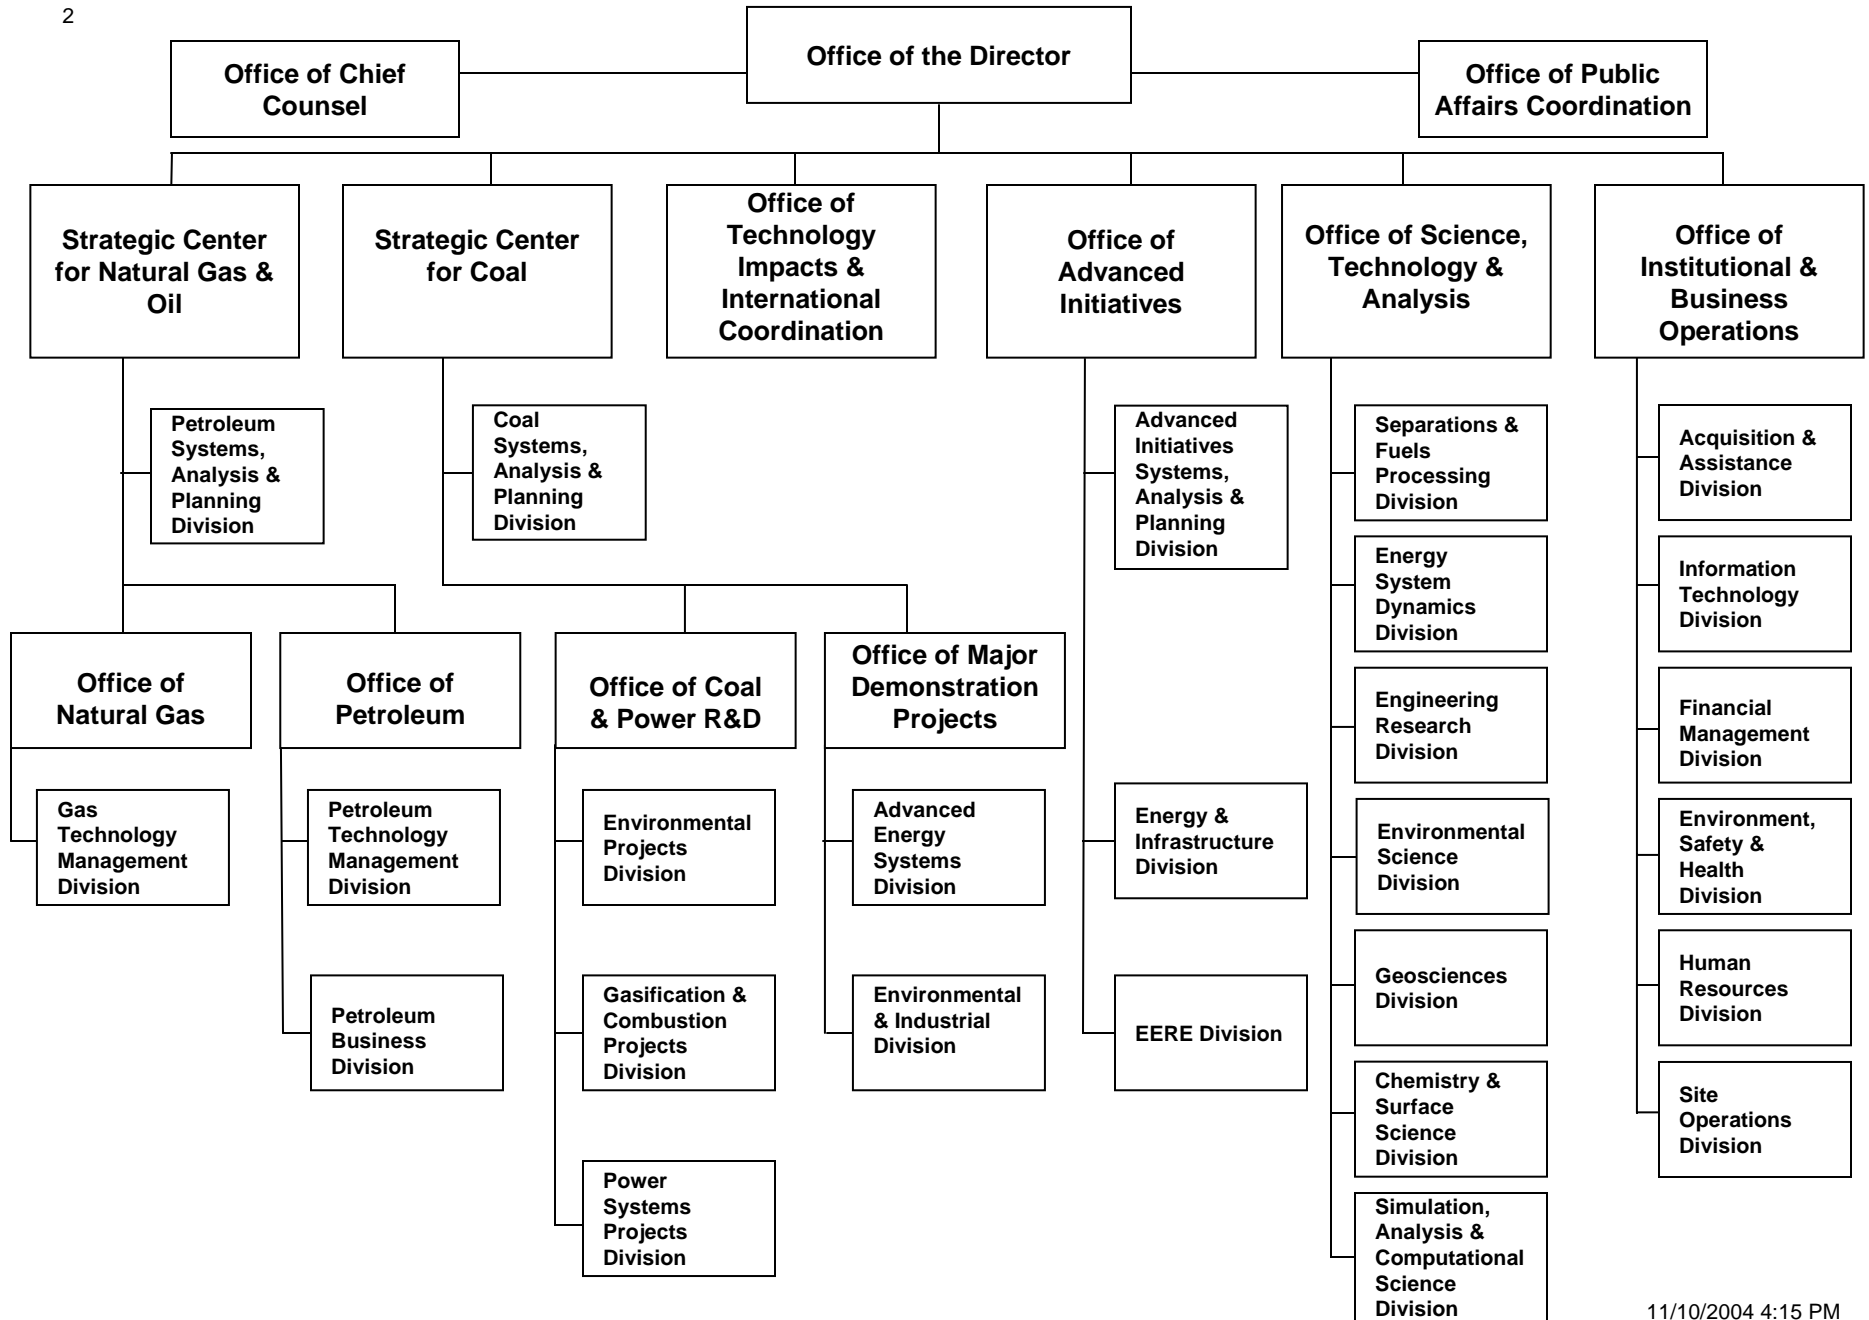 2
Office of the Director
Office of Chief
Counsel
Office of Public
Affairs Coordination
Strategic Center
for Natural Gas &
Oil
Strategic Center
for Coal
Office of
Technology
Impacts &
International
Coordination
Office of
Advanced
Initiatives
Office of Science,
Technology &
Analysis
Office of
Institutional &
Business
Operations
Petroleum
Systems,
Analysis &
Planning
Division
Coal
Systems,
Analysis &
Planning
Division
Advanced
Initiatives
Systems,
Analysis &
Planning
Division
Separations &
Fuels
Processing
Division
Acquisition &
Assistance
Division
Energy
System
Dynamics
Division
Information
Technology
Division
Office of
Natural Gas
Office of
Petroleum
Office of Coal
& Power R&D
Office of Major
Demonstration
Projects
Engineering
Research
Division
Financial
Management
Division
Gas
Technology
Management
Division
Petroleum
Technology
Management
Division
Environmental
Projects
Division
Advanced
Energy
Systems
Division
Energy &
Infrastructure
Division
Environmental
Science
Division
Environment,
Safety &
Health
Division
Petroleum
Business
Division
Gasification &
Combustion
Projects
Division
Environmental
& Industrial
Division
EERE Division
Geosciences
Division
Human
Resources
Division
Chemistry &
Surface
Science
Division
Site
Operations
Division
Power
Systems
Projects
Division
Simulation,
Analysis &
Computational
Science
Division
11/10/2004 4:15 PM